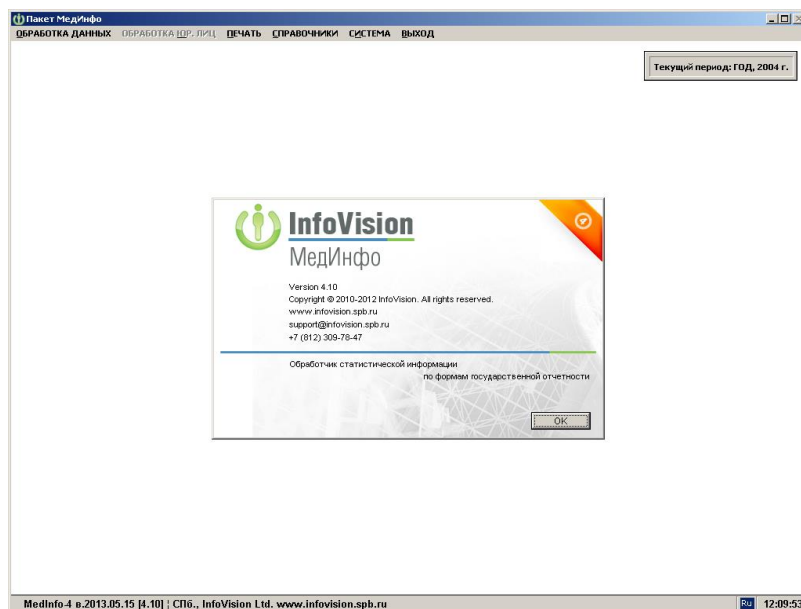 Пакет МедИнфо
ОБРАБОТКА ДАННЫХ ОБРАБОТКА ЮР. ЛИЦ ПЕЧАТЬ СПРАВОЧНИКИ СИСТЕМА ВЫХОД
Текущий период: ГОД, 2004 г.
InfoVision
МедИнфо
Version 4.10
Copyright © 2010-2012 InfoVision. All rights reserved.
www.infovision.spb.ru
support@infovision.spb.ru
+7 (812) 309-78-47
Обработчик статистической информации
по формам государственной отчетности
OK
MedInfo-4 в.2013.05.15 [4.10] ¦ СПб., InfoVision Ltd. www.infovision.spb.ru Ru 12:09:53